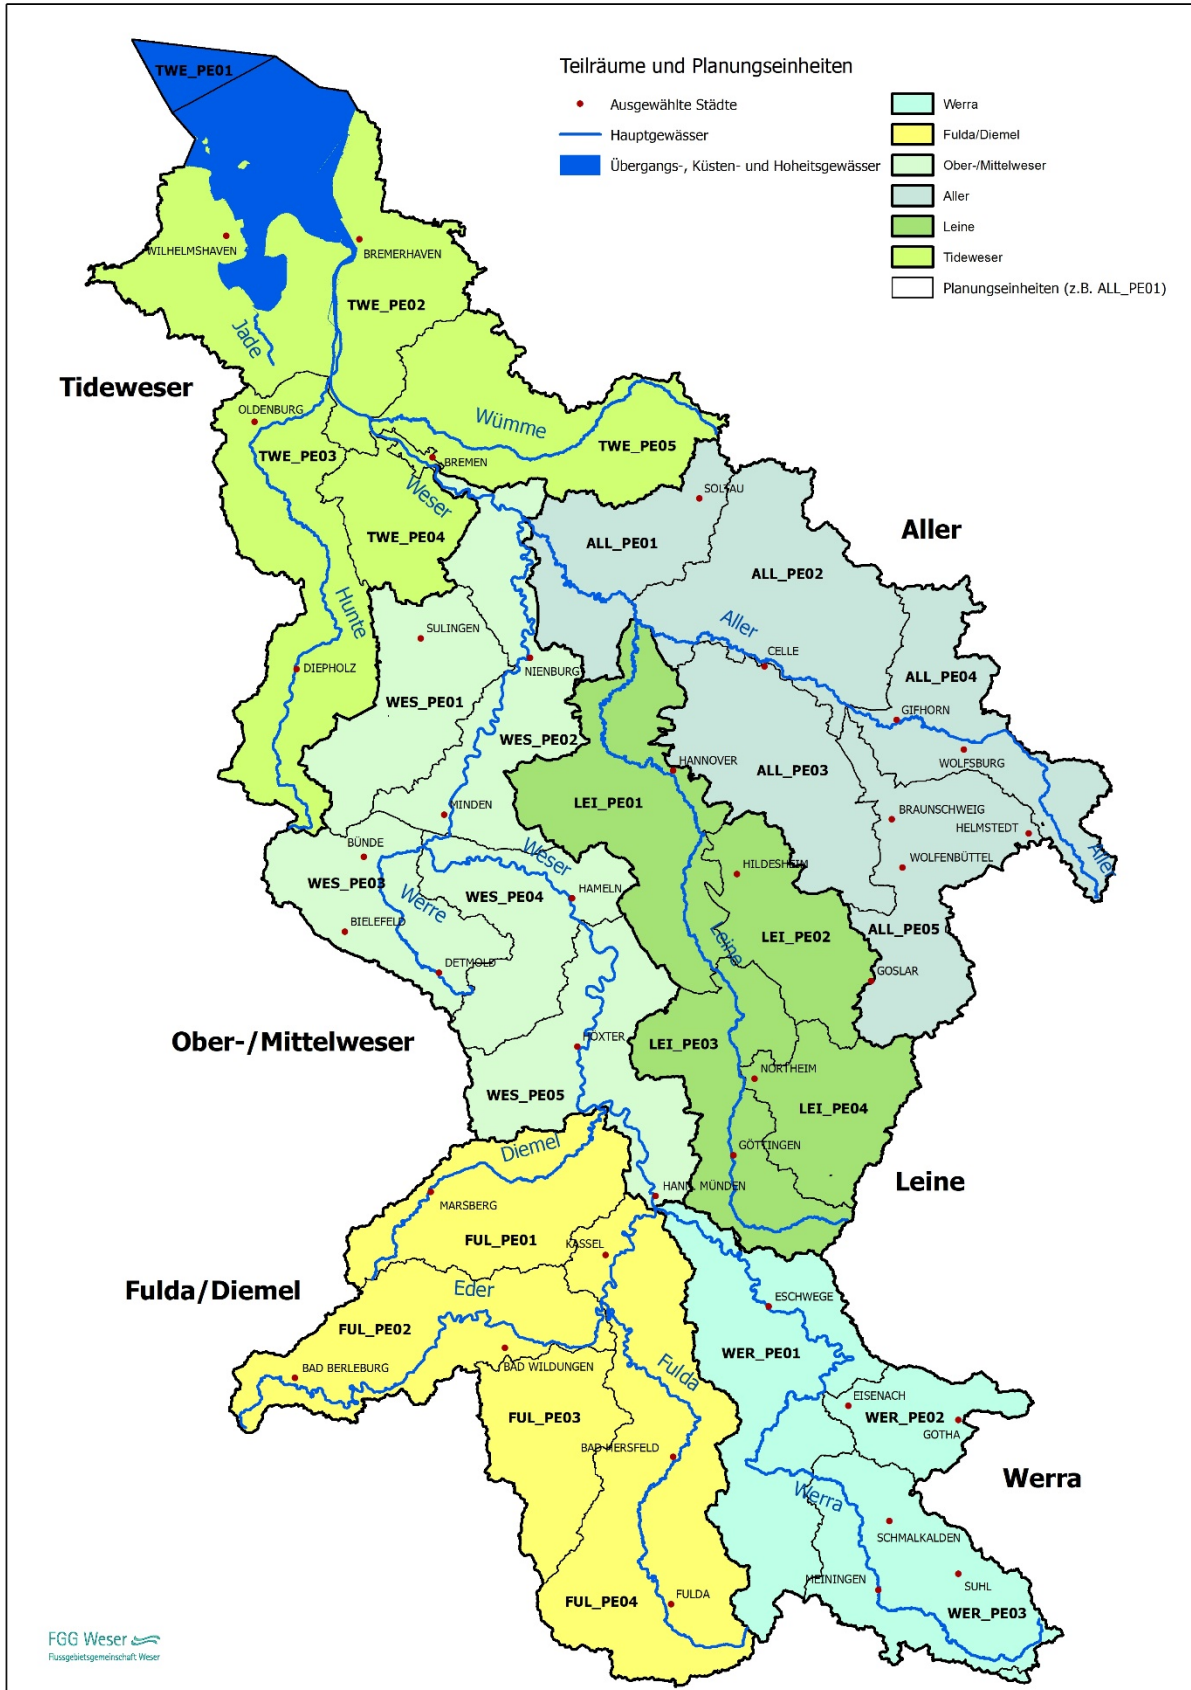 TWE_PE01
Teilräume und Planungseinheiten
Ausgewählte Städte
Hauptgewässer
Übergangs-, Küsten- und Hoheitsgewässer
Werra
Fulda/Diemel
Ober-/Mittelweser
Aller
Leine
Tideweser
Planungseinheiten (z.B. ALL_PE01)
WILHELMSHAVEN
BREMERHAVEN
TWE_PE02
Jade
Tideweser
OLDENBURG
Wümme
TWE_PE05
TWE_PE03
BREMEN
Weser
SOLTAU
TWE_PE04
ALL_PE01
Aller
ALL_PE02
Hunte
SULINGEN
Aller
CELLE
DIEPHOLZ
NIENBURG
ALL_PE04
WES_PE01
GIFHORN
WES_PE02
WOLFSBURG
HANNOVER
ALL_PE03
LEI_PE01
MINDEN
BRAUNSCHWEIG
HELMSTEDT
BÜNDE
Weser
HILDESHEIM
WOLFENBÜTTEL
Aller
WES_PE03
WES_PE04
HAMELN
Werre
BIELEFELD
LEI_PE02
ALL_PE05
Leine
DETMOLD
GOSLAR
Ober-/Mittelweser
HÖXTER
LEI_PE03
NORTHEIM
WES_PE05
LEI_PE04
Diemel
GÖTTINGEN
Leine
MARSBERG
HANN. MÜNDEN
FUL_PE01
KASSEL
Fulda/Diemel
Eder
ESCHWEGE
FUL_PE02
WER_PE01
BAD BERLEBURG
BAD WILDUNGEN
Fulda
EISENACH
FUL_PE03
WER_PE02
GOTHA
BAD HERSFELD
Werra
Werra
SCHMALKALDEN
MEININGEN
SUHL
FUL_PE04
FULDA
WER_PE03
FGG Weser
Flussgebietsgemeinschaft Weser